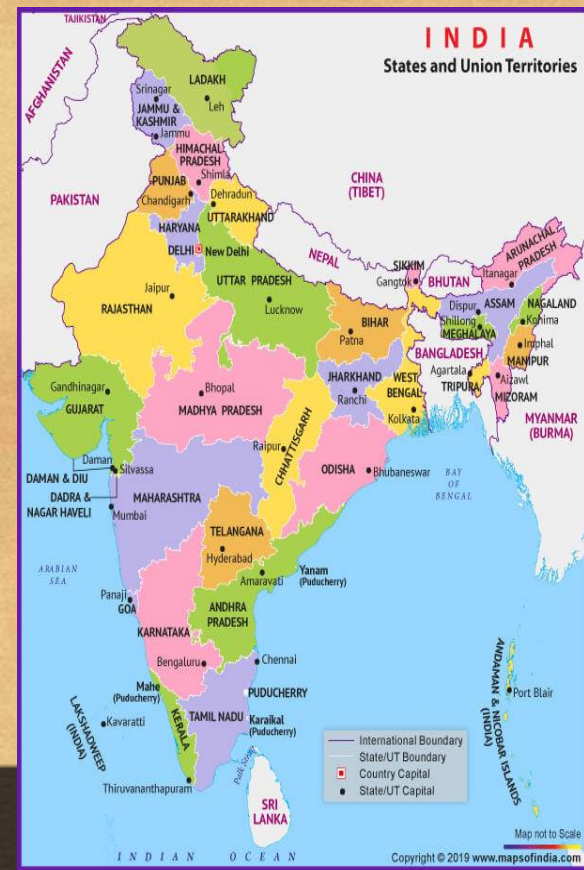 INDIA
States and Union Territories
TAJIKISTAN
AFGHANISTAN
PAKISTAN
CHINA
(TIBET)
NEPAL
BHUTAN
BANGLADESH
MYANMAR
(BURMA)
SRI
LANKA
LADAKH
Leh
Srinagar
JAMMU &
KASHMIR
Jammu
HIMACHAL
PRADESH
Shimla
PUNJAB
Chandigarh
Dehradun
UTTARAKHAND
HARYANA
DELHI
New Delhi
RAJASTHAN
Jaipur
UTTAR PRADESH
Lucknow
BIHAR
Patna
SIKKIM
Gangtok
ARUNACHAL
PRADESH
Itanagar
ASSAM
Dispur
NAGALAND
Kohima
Shillong
MEGHALAYA
Imphal
MANIPUR
Agartala
TRIPURA
Aizawl
MIZORAM
Gandhinagar
GUJARAT
Bhopal
MADHYA PRADESH
JHARKHAND
Ranchi
WEST
BENGAL
Kolkata
CHHATTISGARH
Raipur
ODISHA
Bhubaneswar
Daman
Silvassa
DAMAN & DIU
DADRA &
NAGAR HAVELI
MAHARASHTRA
Mumbai
TELANGANA
Hyderabad
Amaravati
Yanam
(Puducherry)
ANDHRA
PRADESH
Panaji
GOA
KARNATAKA
Bengaluru
Chennai
PUDUCHERRY
Mahe
(Puducherry)
TAMIL NADU
Karaikal
(Puducherry)
KERALA
Thiruvananthapuram
Kavaratti
LAKSHADWEEP
(INDIA)
ANDAMAN & NICOBAR ISLANDS
(INDIA)
Port Blair
ARABIAN
SEA
BAY
OF
BENGAL
Palk Strait
INDIAN OCEAN
International Boundary
State/UT Boundary
Country Capital
State/UT Capital
Map not to Scale
Copyright © 2019 www.mapsofindia.com